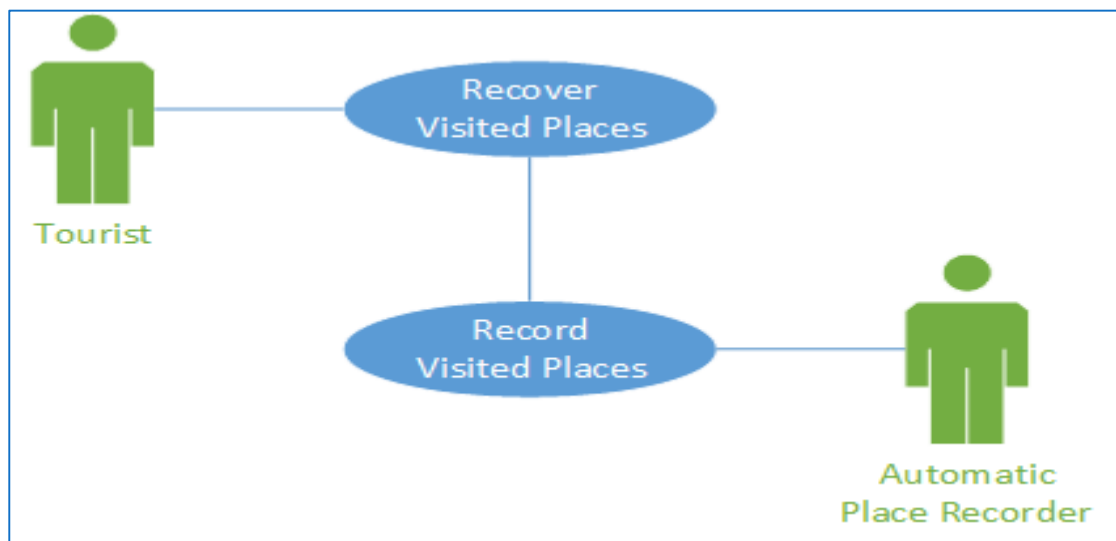 Recover
Visited Places
Tourist
Record
Visited Places
Automatic
Place Recorder